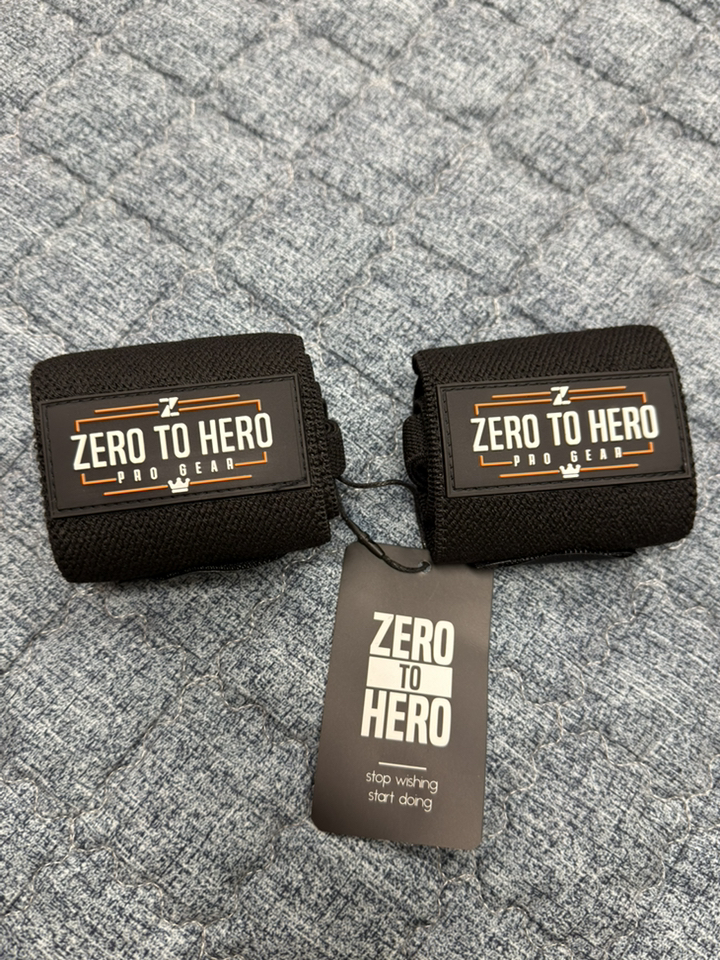 Z
ZERO TO HERO
PRO GEAR
Z
ZERO TO HERO
PRO GEAR
ZERO
TO
HERO
stop wishing
start doing